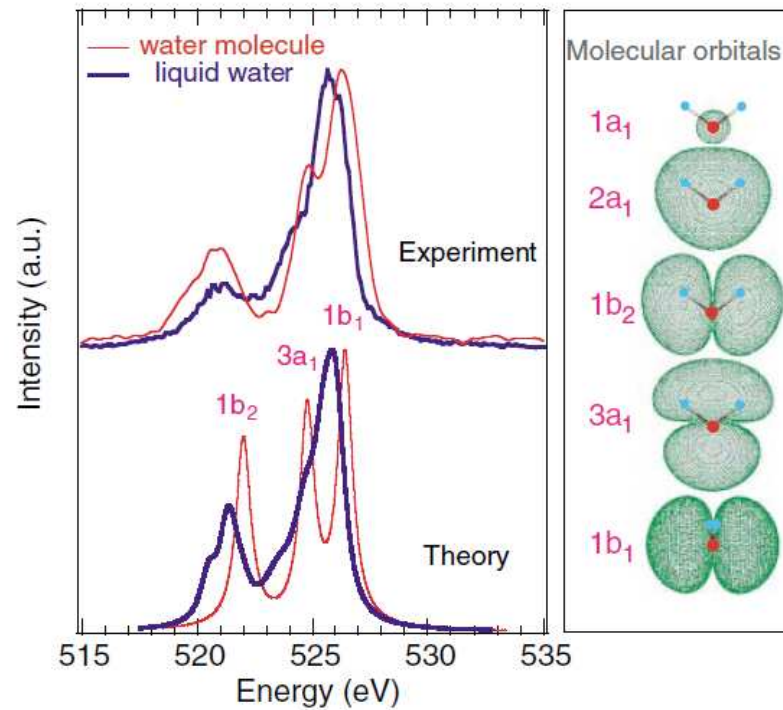 water molecule
liquid water
Experiment
1b₁
3a₁
1b₂
Theory
Intensity (a.u.)
515 520 525 530 535
Energy (eV)
Molecular orbitals
1a₁
2a₁
1b₂
3a₁
1b₁